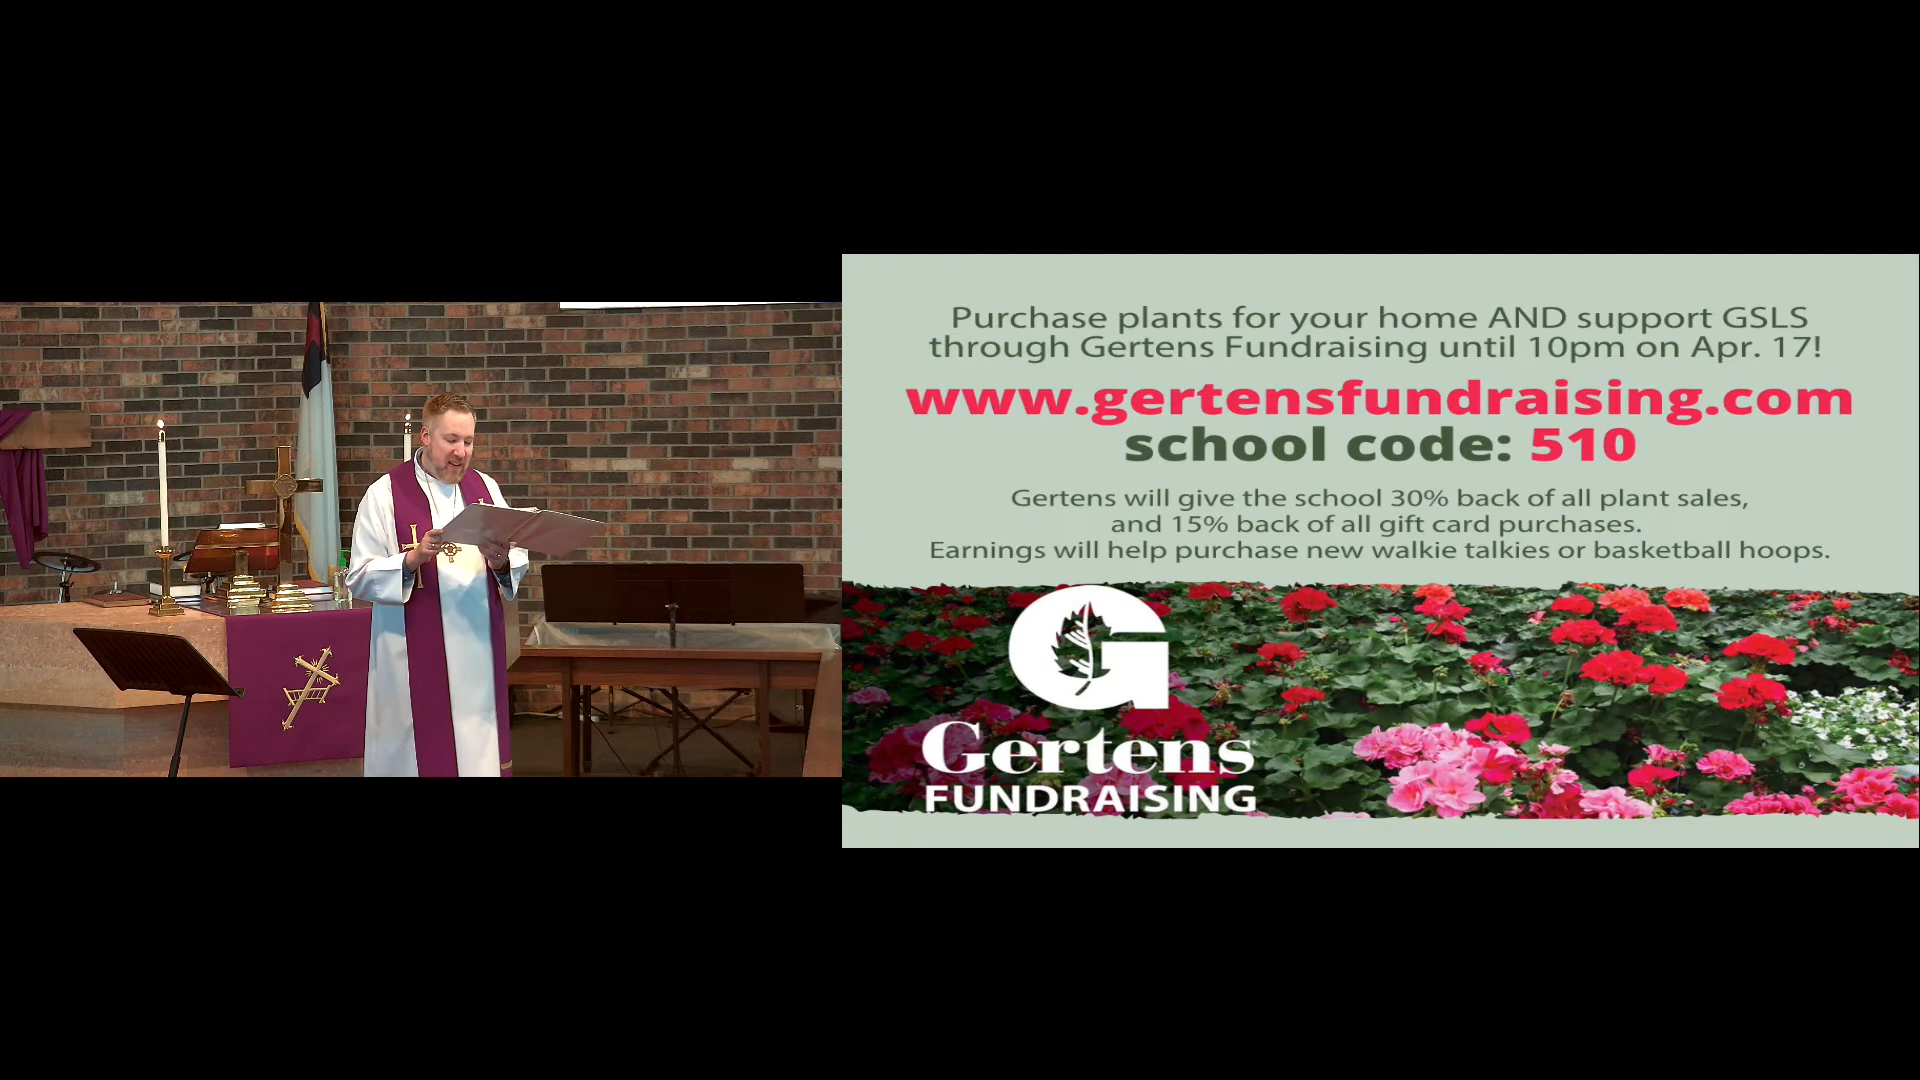 Purchase plants for your home AND support GSLS
through Gertens Fundraising until 10pm on Apr. 17!
www.gertensfundraising.com
school code: 510
Gertens will give the school 30% back of all plant sales,
and 15% back of all gift card purchases.
Earnings will help purchase new walkie talkies or basketball hoops.
G
Gertens
FUNDRAISING